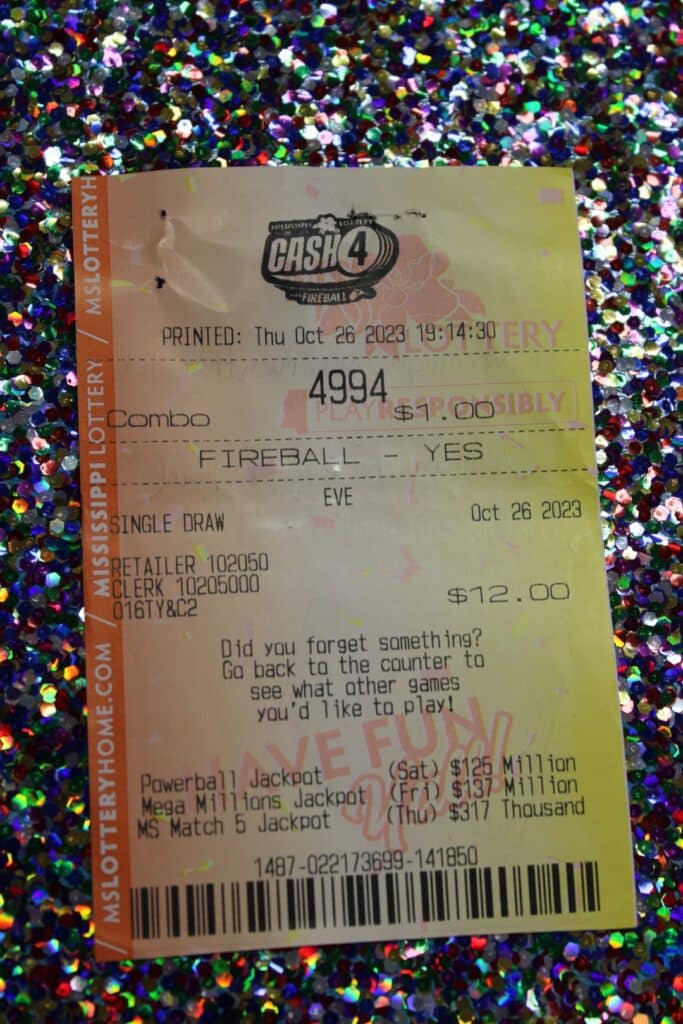 MISSISSIPPI LOTTERY
CASH 4
FIREBALL
PRINTED: Thu Oct 26 2023 19:14:30
LOTTERY
4994
PLAY RESPONSIBLY
Combo $1.00
FIREBALL - YES
EVE
SINGLE DRAW Oct 26 2023
RETAILER 102050
CLERK 10205000
016TY&C2 $12.00
Did you forget something?
Go back to the counter to
see what other games
you'd like to play!
HAVE FUN
Y'all!
Powerball Jackpot (Sat) $125 Million
Mega Millions Jackpot (Fri) $137 Million
MS Match 5 Jackpot (Thu) $317 Thousand
1487-022173699-141850
/ MSLOTTERYHOME.COM / MISSISSIPPI LOTTERY / MSLOTTERYH